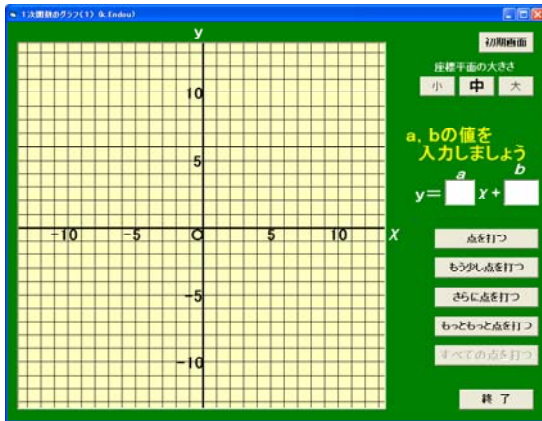 1次関数のグラフ(1) (k.Endou)
y
初期画面
座標平面の大きさ
小 中 大
10
a, bの値を
入力しましょう
5
a b
y= x+
-10 -5 O 5 10 x
点を打つ
もう少し点を打つ
-5
さらに点を打つ
もっともっと点を打つ
-10
すべての点を打つ
終 了